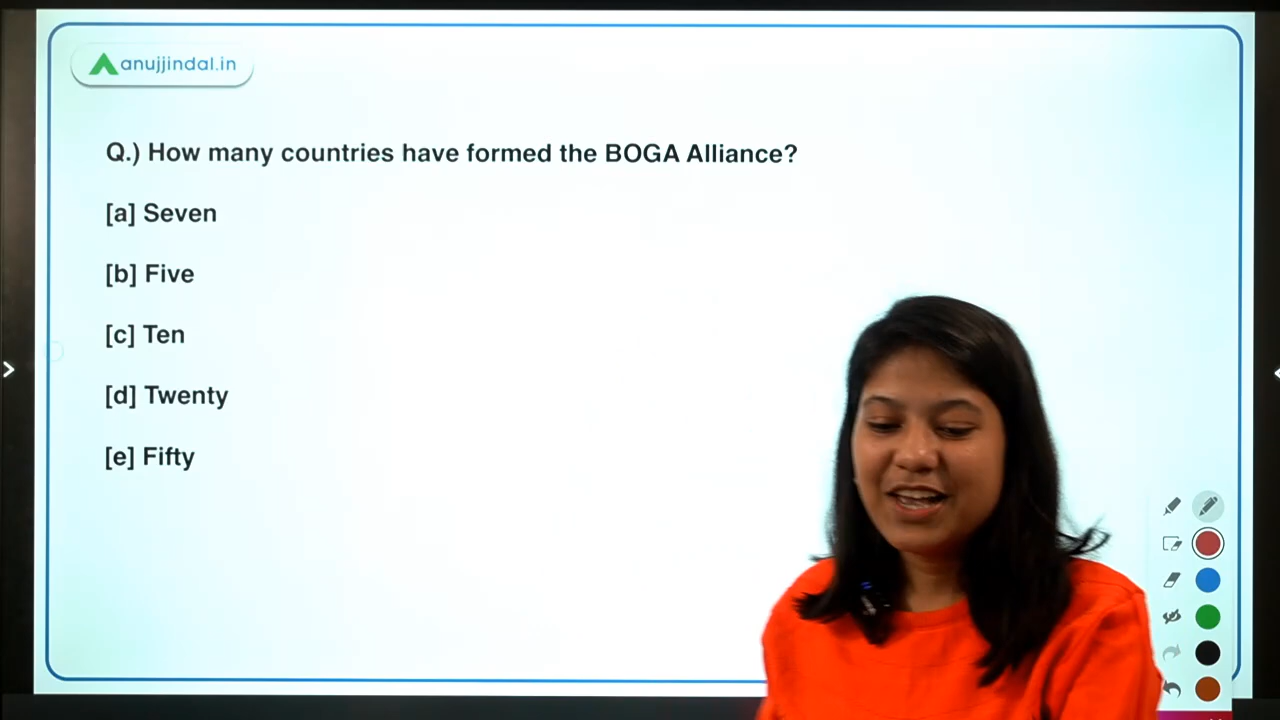 anujjindal.in
Q.) How many countries have formed the BOGA Alliance?
[a] Seven
[b] Five
[c] Ten
[d] Twenty
[e] Fifty